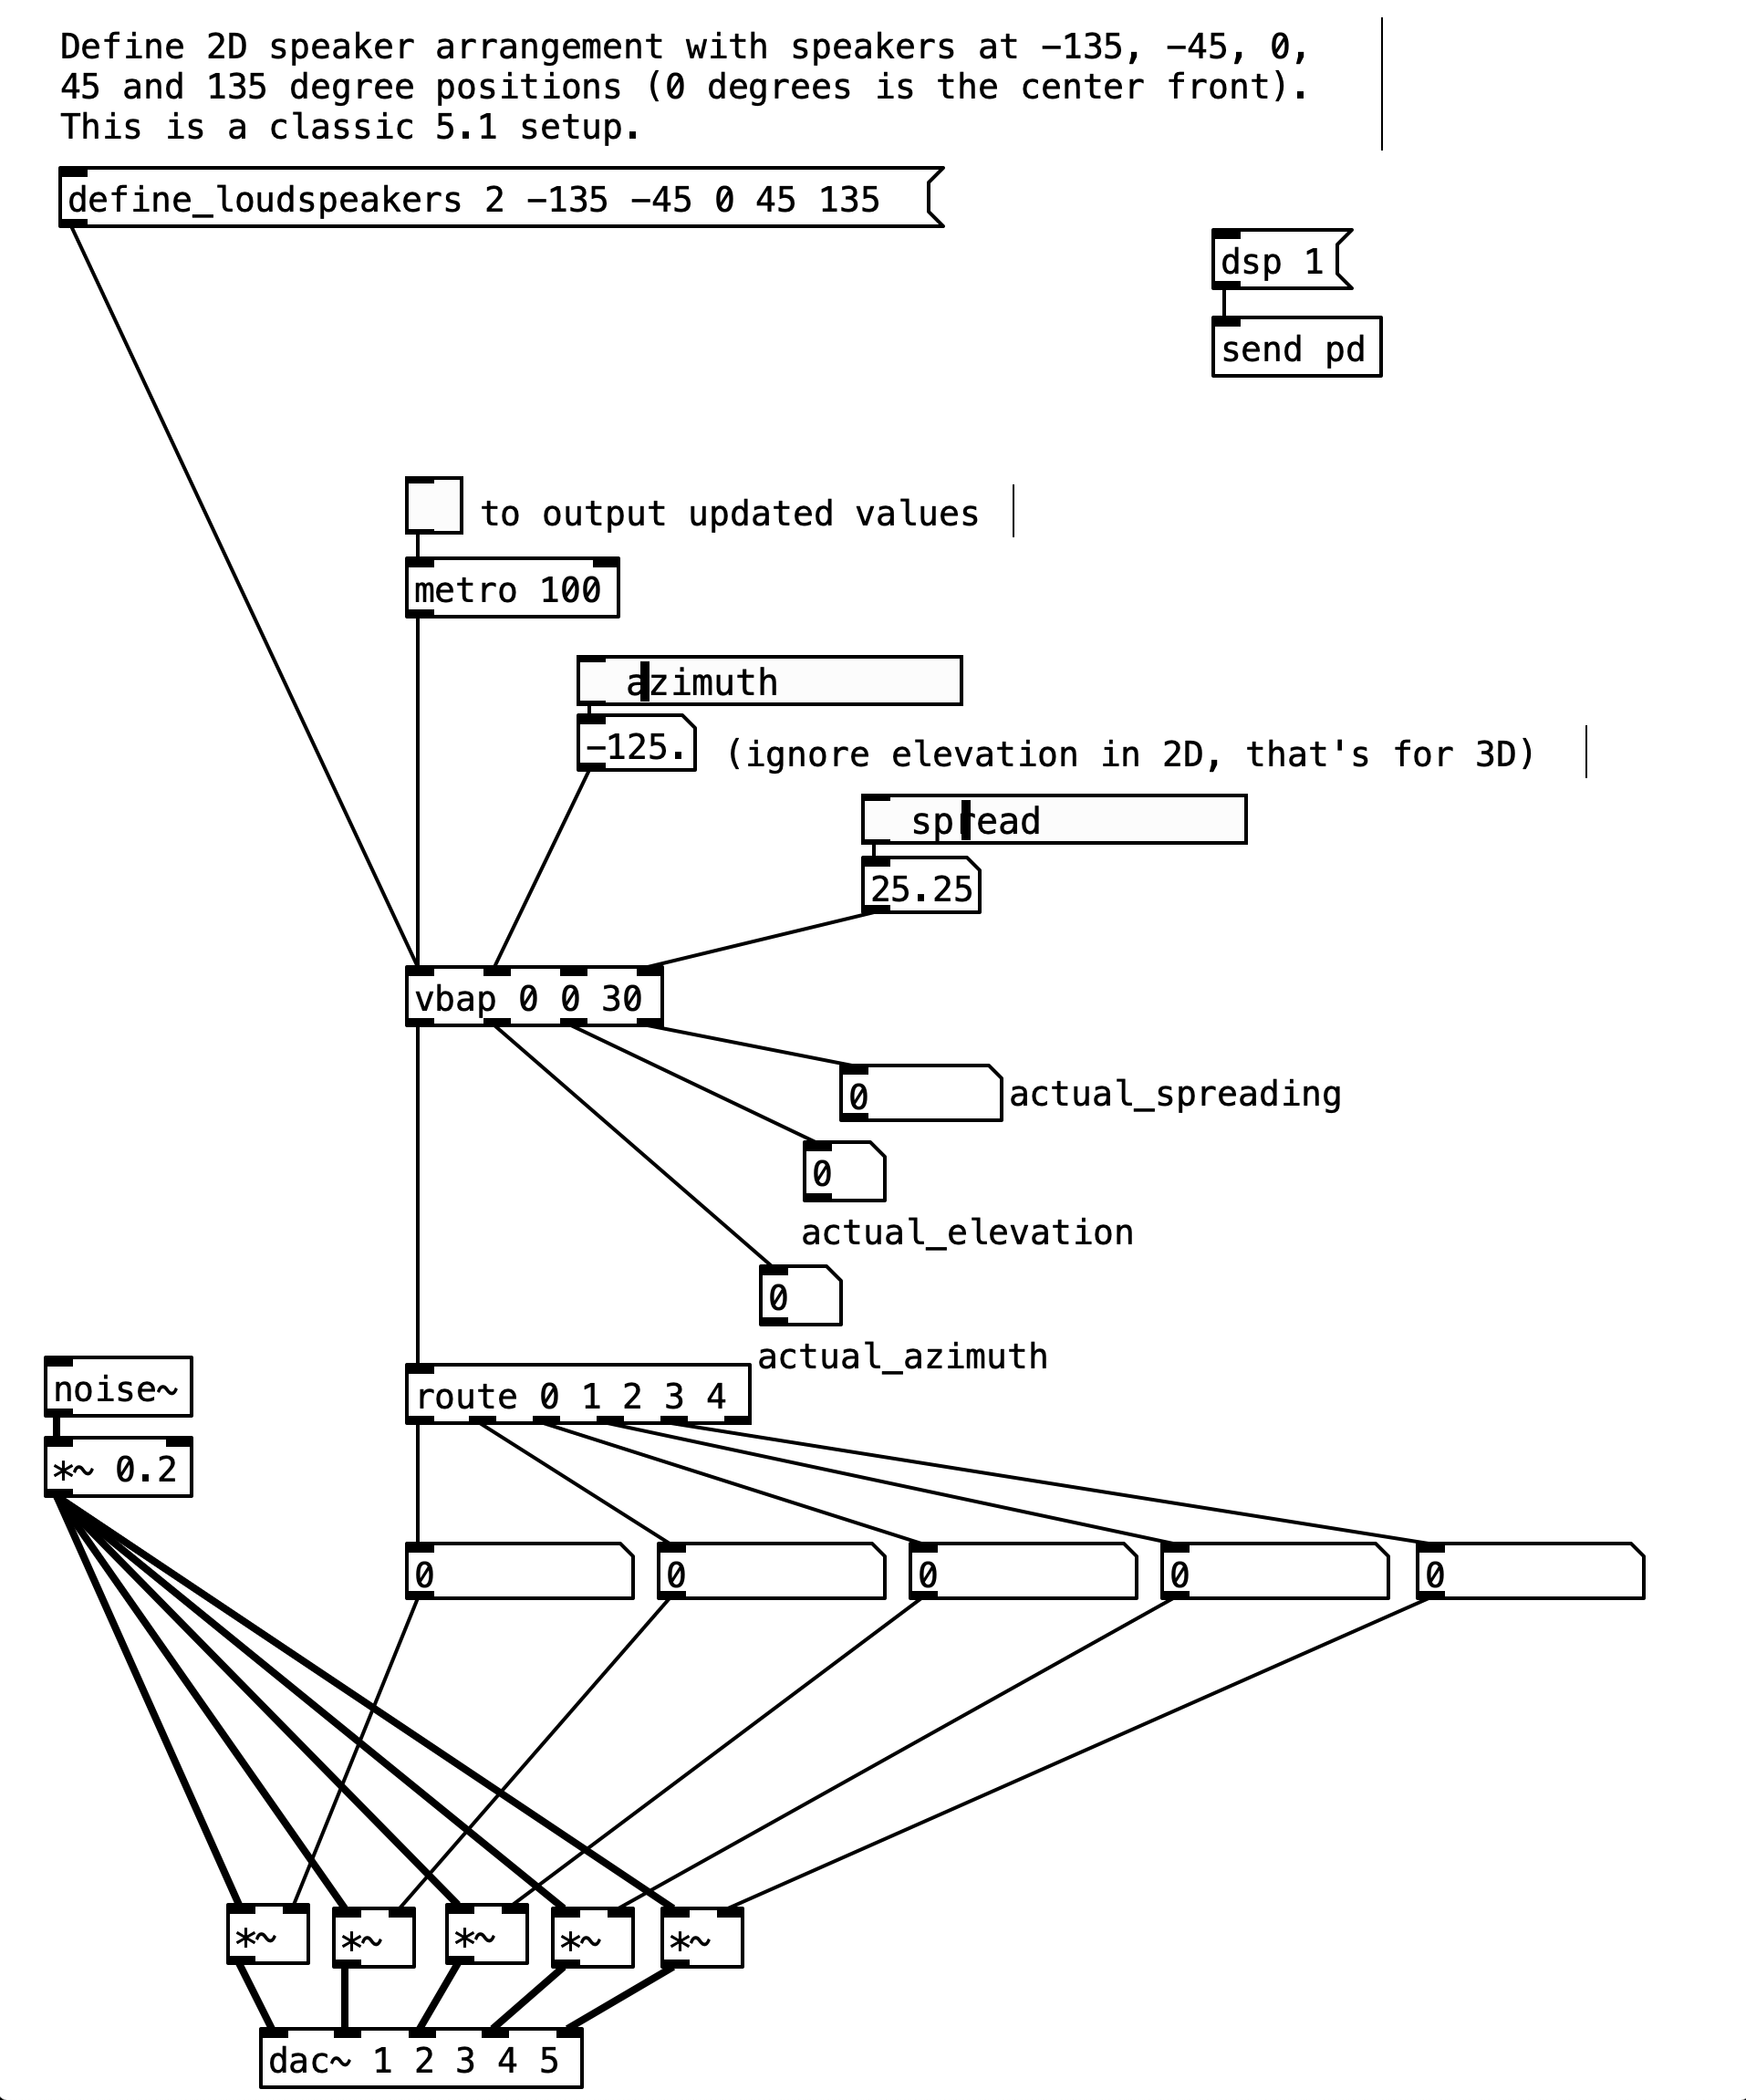 Define 2D speaker arrangement with speakers at −135, −45, 0,
45 and 135 degree positions (0 degrees is the center front).
This is a classic 5.1 setup.
define_loudspeakers 2 −135 −45 0 45 135
dsp 1
send pd
to output updated values
metro 100
azimuth
−125.
(ignore elevation in 2D, that's for 3D)
spread
25.25
vbap 0 0 30
0
actual_spreading
0
actual_elevation
0
actual_azimuth
noise~
route 0 1 2 3 4
*~ 0.2
0
0
0
0
0
*~
*~
*~
*~
*~
dac~ 1 2 3 4 5